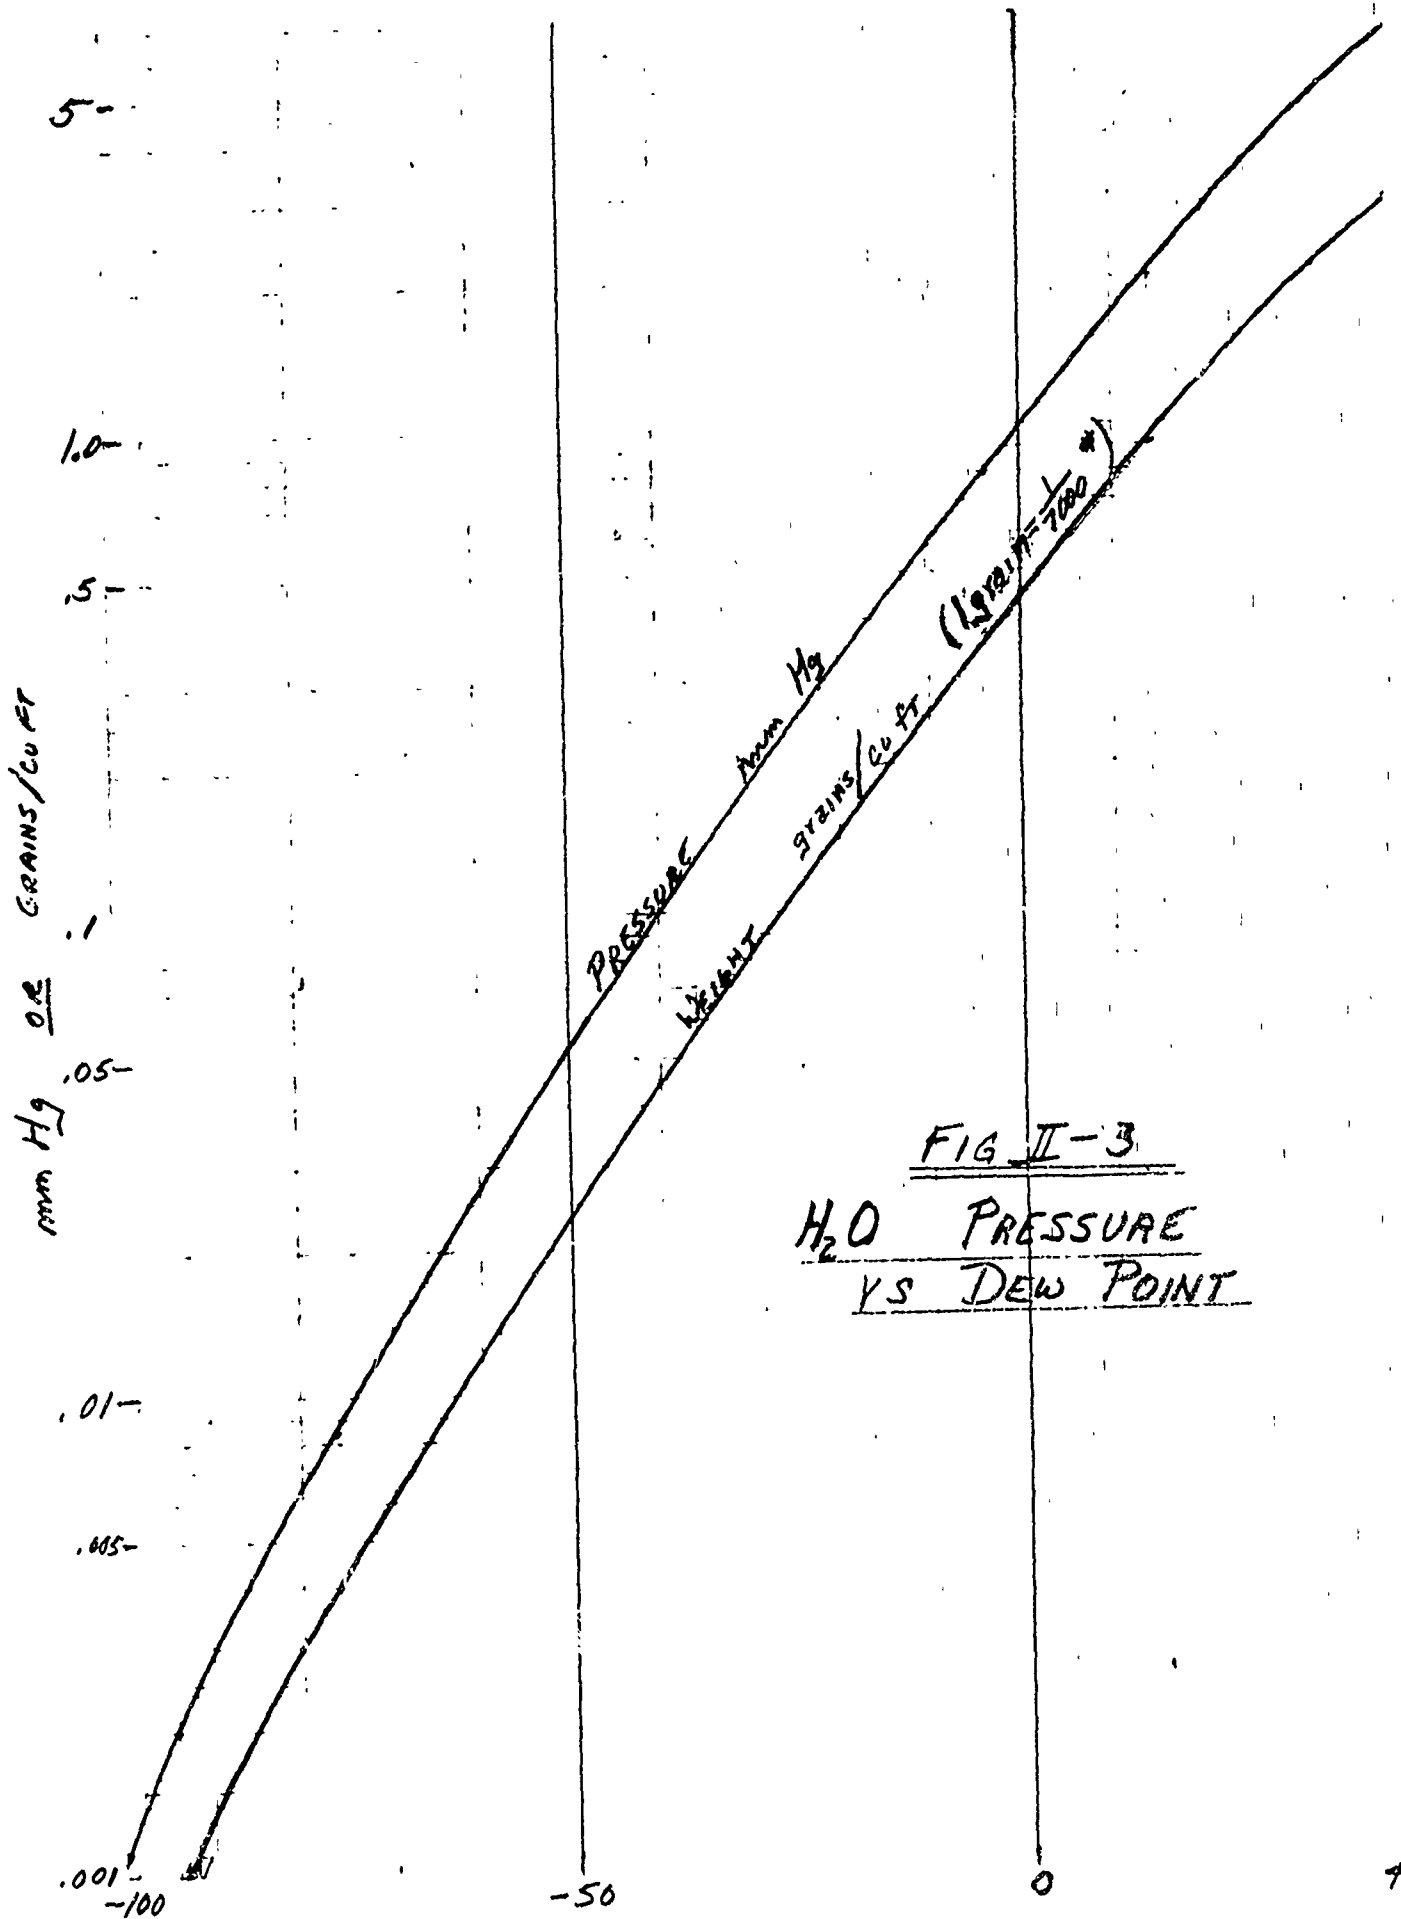 5-
1.0-
.5-
.1
.05-
.01-
.005-
.001-
mm Hg OR GRAINS/CU FT
PRESSURE mm Hg
WEIGHT grains/cu ft (1 grain = 1/7000 #)
FIG II-3
H₂O PRESSURE
VS DEW POINT
-100 -50 0